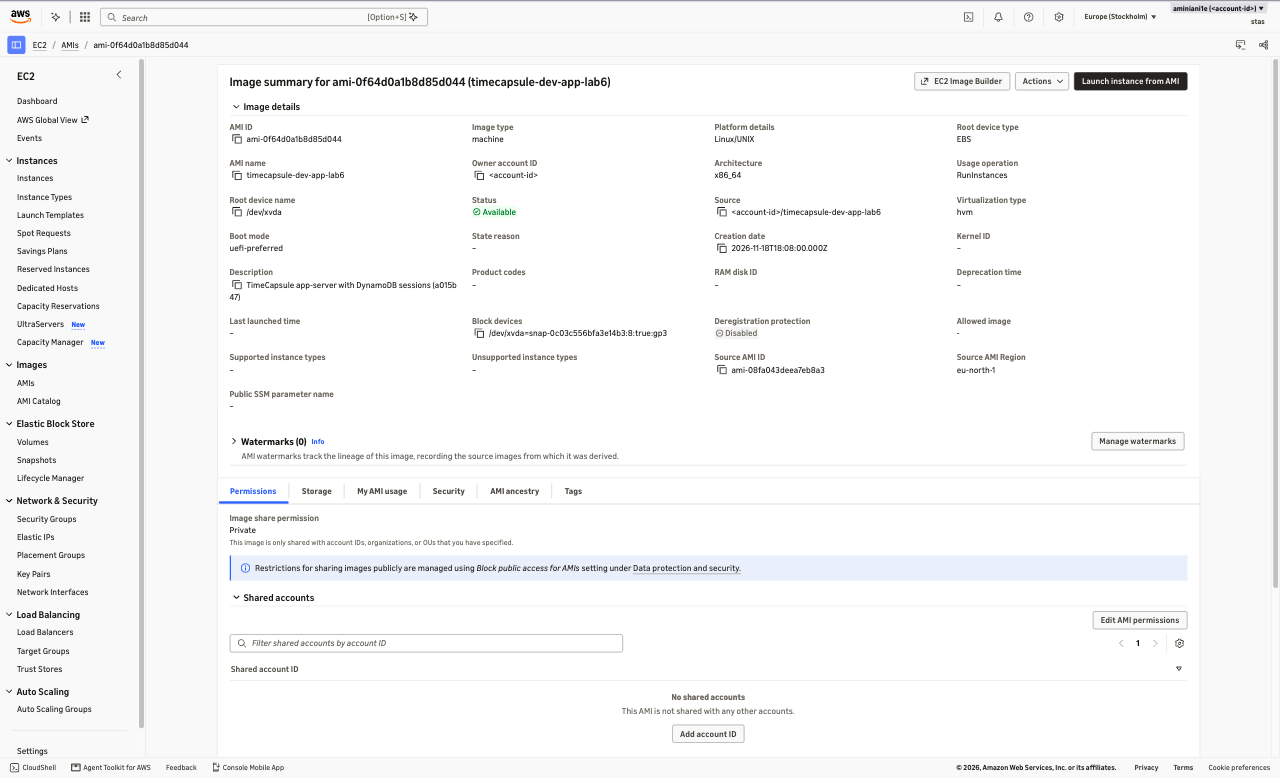 aws
Search
[Option+S]
Europe (Stockholm)
aminiani1e (<account-id>)
stas
EC2 / AMIs / ami-0f64d0a1b8d85d044
EC2
Dashboard
AWS Global View
Events
Instances
Instances
Instance Types
Launch Templates
Spot Requests
Savings Plans
Reserved Instances
Dedicated Hosts
Capacity Reservations
UltraServers New
Capacity Manager New
Images
AMIs
AMI Catalog
Elastic Block Store
Volumes
Snapshots
Lifecycle Manager
Network & Security
Security Groups
Elastic IPs
Placement Groups
Key Pairs
Network Interfaces
Load Balancing
Load Balancers
Target Groups
Trust Stores
Auto Scaling
Auto Scaling Groups
Settings
Image summary for ami-0f64d0a1b8d85d044 (timecapsule-dev-app-lab6)
EC2 Image Builder
Actions
Launch instance from AMI
Image details
AMI ID
ami-0f64d0a1b8d85d044
Image type
machine
Platform details
Linux/UNIX
Root device type
EBS
AMI name
timecapsule-dev-app-lab6
Owner account ID
<account-id>
Architecture
x86_64
Usage operation
RunInstances
Root device name
/dev/xvda
Status
Available
Source
<account-id>/timecapsule-dev-app-lab6
Virtualization type
hvm
Boot mode
uefi-preferred
State reason
–
Creation date
2026-11-18T18:08:00.000Z
Kernel ID
–
Description
TimeCapsule app-server with DynamoDB sessions (a015b
47)
Product codes
–
RAM disk ID
–
Deprecation time
–
Last launched time
–
Block devices
/dev/xvda=snap-0c03c556bfa3e14b3:8:true:gp3
Deregistration protection
Disabled
Allowed image
-
Supported instance types
–
Unsupported instance types
–
Source AMI ID
ami-08fa043deea7eb8a3
Source AMI Region
eu-north-1
Public SSM parameter name
–
Watermarks (0) Info
AMI watermarks track the lineage of this image, recording the source images from which it was derived.
Manage watermarks
Permissions
Storage
My AMI usage
Security
AMI ancestry
Tags
Image share permission
Private
This image is only shared with account IDs, organizations, or OUs that you have specified.
Restrictions for sharing images publicly are managed using Block public access for AMIs setting under Data protection and security.
Shared accounts
Edit AMI permissions
Filter shared accounts by account ID
1
Shared account ID
No shared accounts
This AMI is not shared with any other accounts.
Add account ID
CloudShell
Agent Toolkit for AWS
Feedback
Console Mobile App
© 2026, Amazon Web Services, Inc. or its affiliates.
Privacy
Terms
Cookie preferences